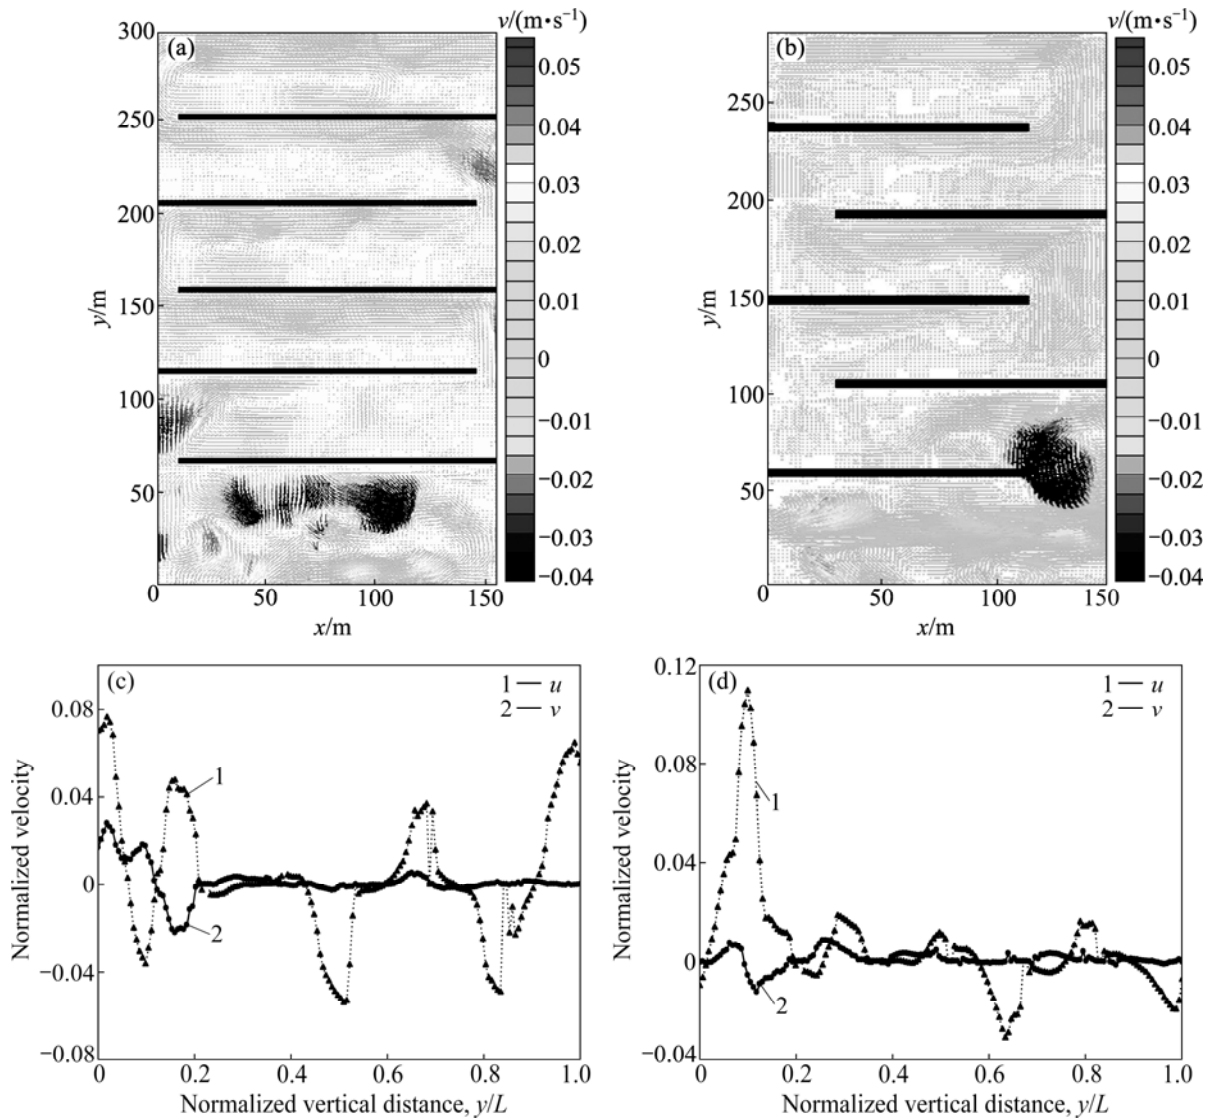 (a)
300
250
200
150
100
50
0
y/m
0 50 100 150
x/m
v/(m•s⁻¹)
0.05
0.04
0.03
0.02
0.01
0
−0.01
−0.02
−0.03
−0.04
(b)
250
200
150
100
50
0
y/m
0 50 100 150
x/m
v/(m•s⁻¹)
0.05
0.04
0.03
0.02
0.01
0
−0.01
−0.02
−0.03
−0.04
(c)
1 — u
2 — v
0.08
0.04
0
−0.04
−0.08
Normalized velocity
1
2
0 0.2 0.4 0.6 0.8 1.0
Normalized vertical distance, y/L
(d)
1 — u
2 — v
0.12
0.08
0.04
0
−0.04
Normalized velocity
1
2
0 0.2 0.4 0.6 0.8 1.0
Normalized vertical distance, y/L